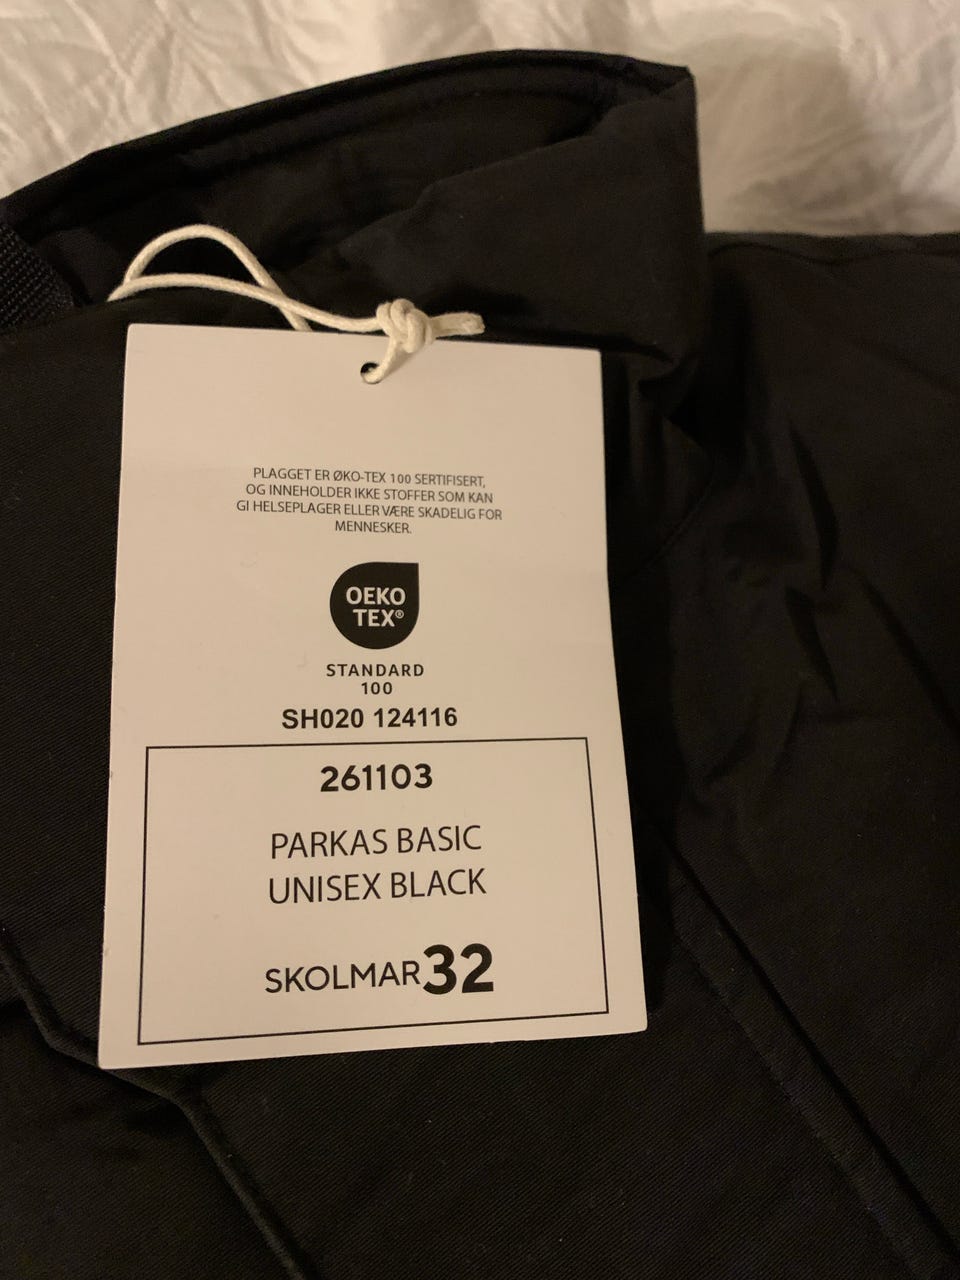 PLAGGET ER ØKO-TEX 100 SERTIFISERT,
OG INNEHOLDER IKKE STOFFER SOM KAN
GI HELSEPLAGER ELLER VÆRE SKADELIG FOR
MENNESKER.
OEKO
TEX®
STANDARD
100
SH020 124116
261103
PARKAS BASIC
UNISEX BLACK
SKOLMAR32